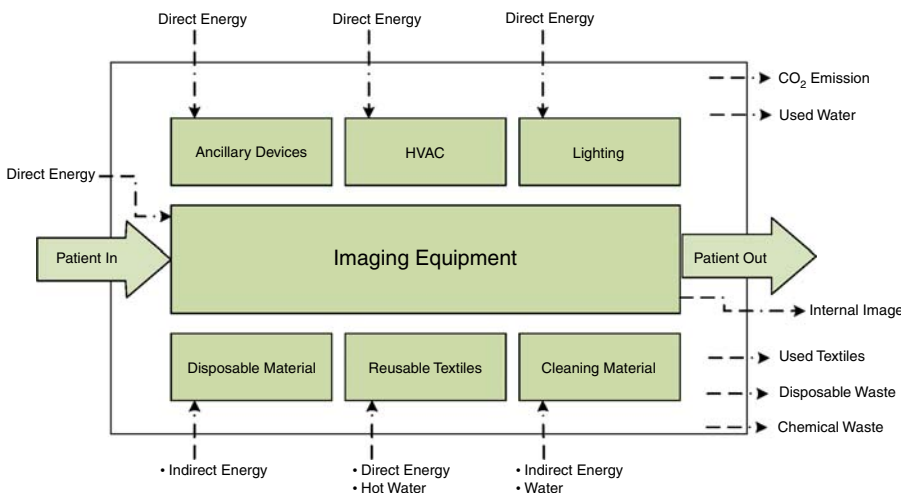 Direct Energy
Direct Energy
Direct Energy
CO2 Emission
Used Water
Ancillary Devices
HVAC
Lighting
Direct Energy
Patient In
Imaging Equipment
Patient Out
Internal Image
Disposable Material
Reusable Textiles
Cleaning Material
Used Textiles
Disposable Waste
Chemical Waste
• Indirect Energy
• Direct Energy
• Hot Water
• Indirect Energy
• Water